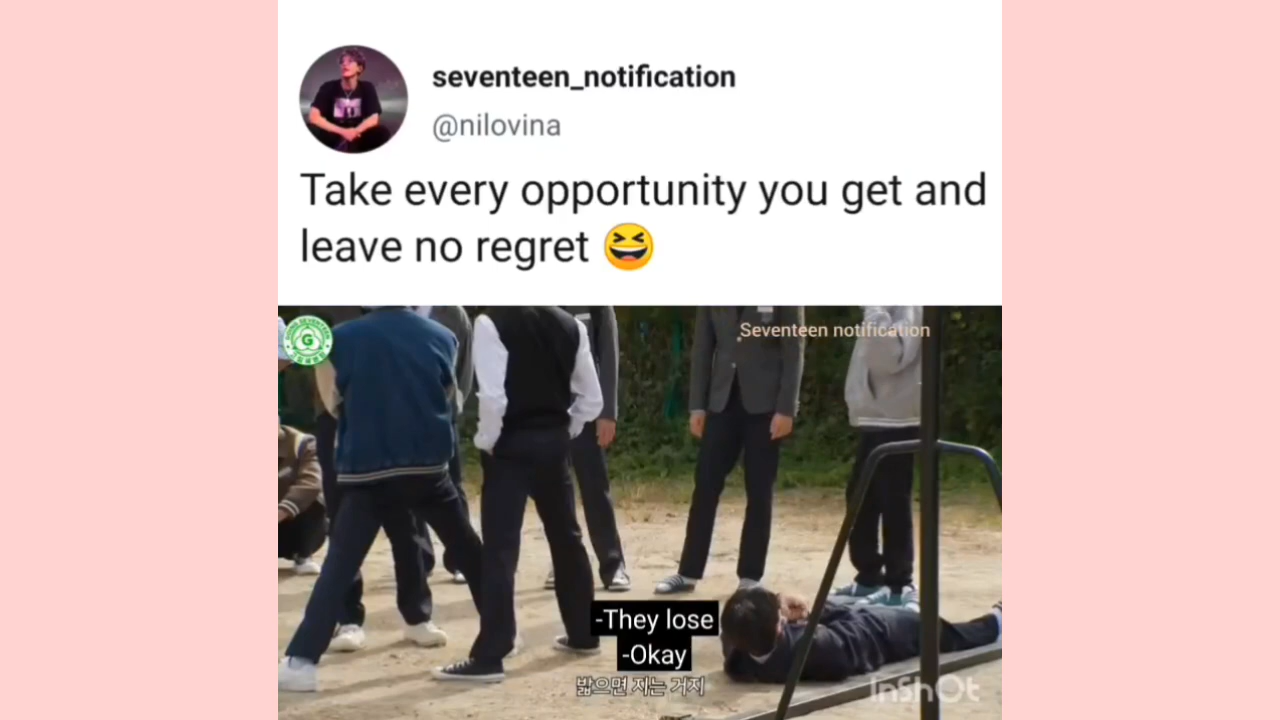 seventeen_notification
@nilovina
Take every opportunity you get and
leave no regret 😆
Seventeen notification
G
-They lose
-Okay
밟으면 지는 거지
InShOt